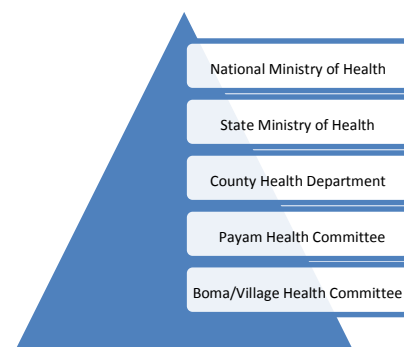 National Ministry of Health
State Ministry of Health
County Health Department
Payam Health Committee
Boma/Village Health Committee